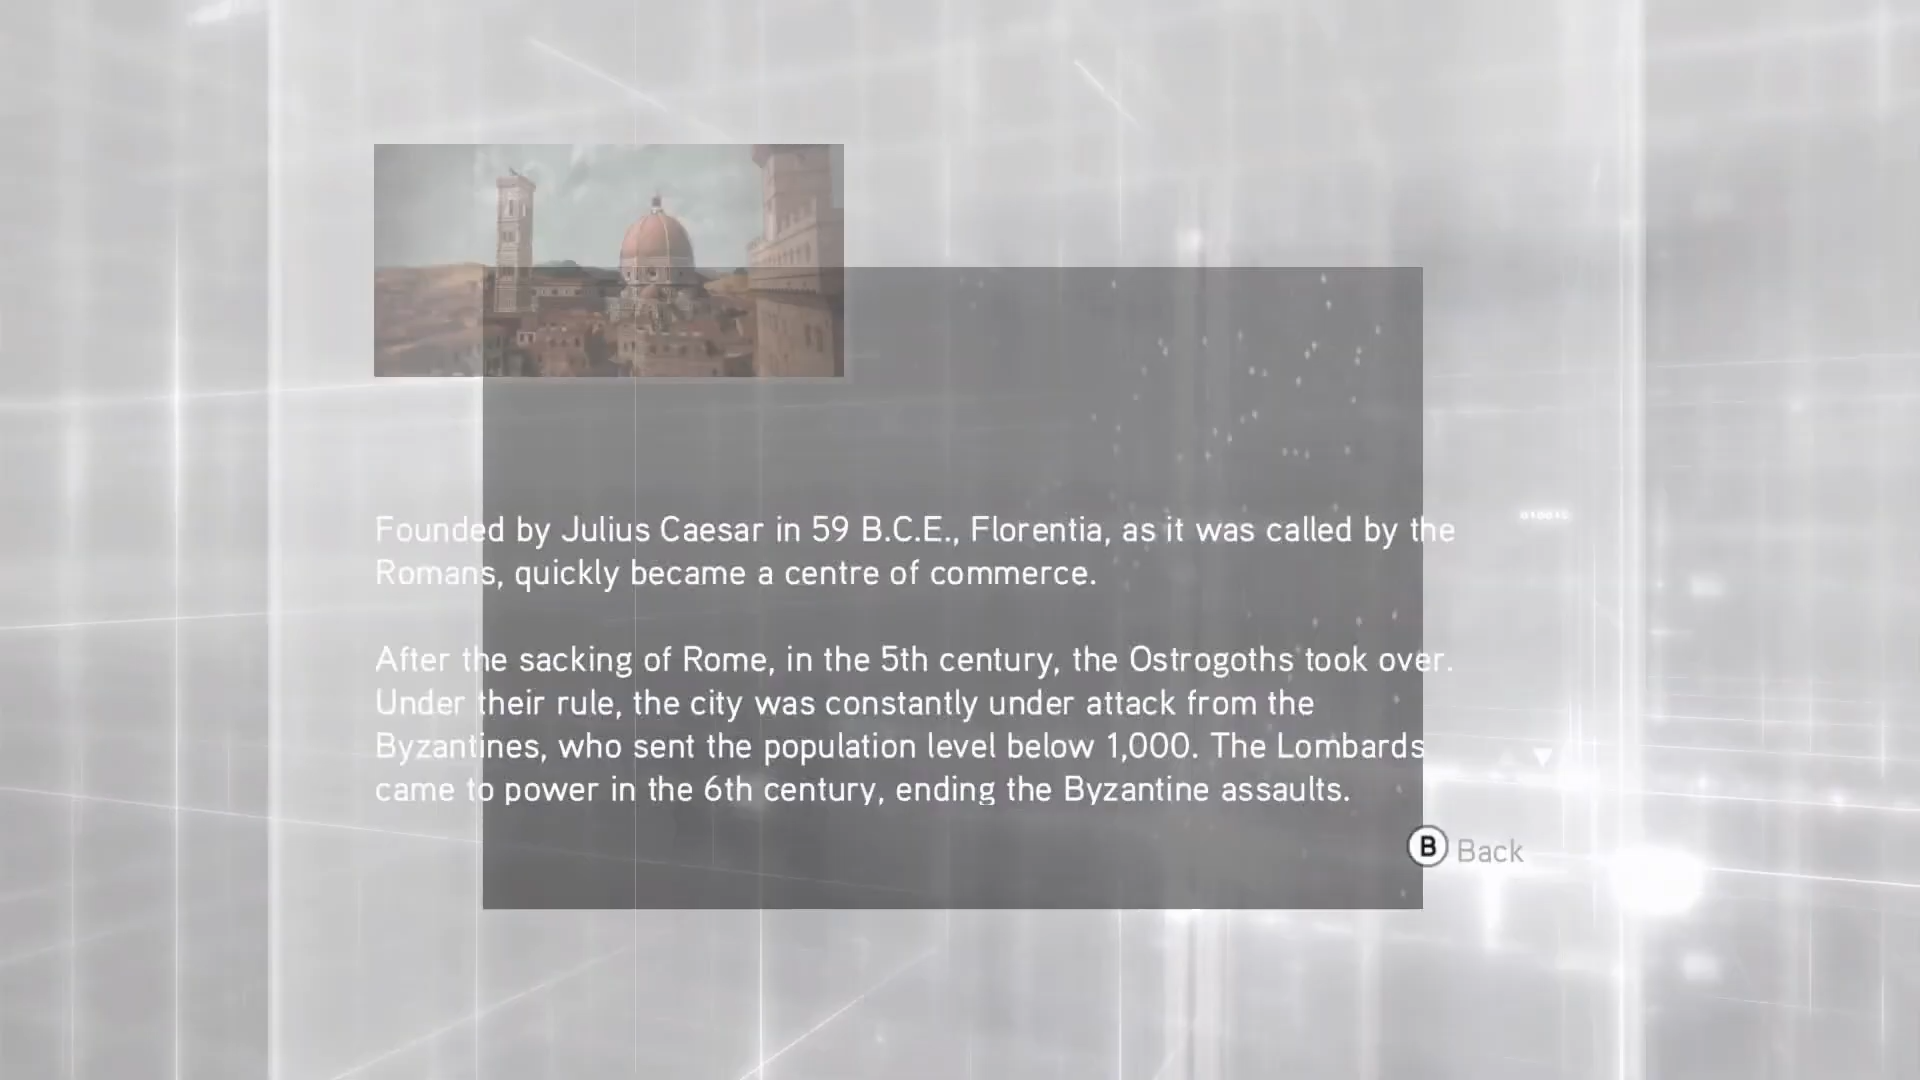 Founded by Julius Caesar in 59 B.C.E., Florentia, as it was called by the
Romans, quickly became a centre of commerce.
After the sacking of Rome, in the 5th century, the Ostrogoths took over.
Under their rule, the city was constantly under attack from the
Byzantines, who sent the population level below 1,000. The Lombards
came to power in the 6th century, ending the Byzantine assaults.
B Back